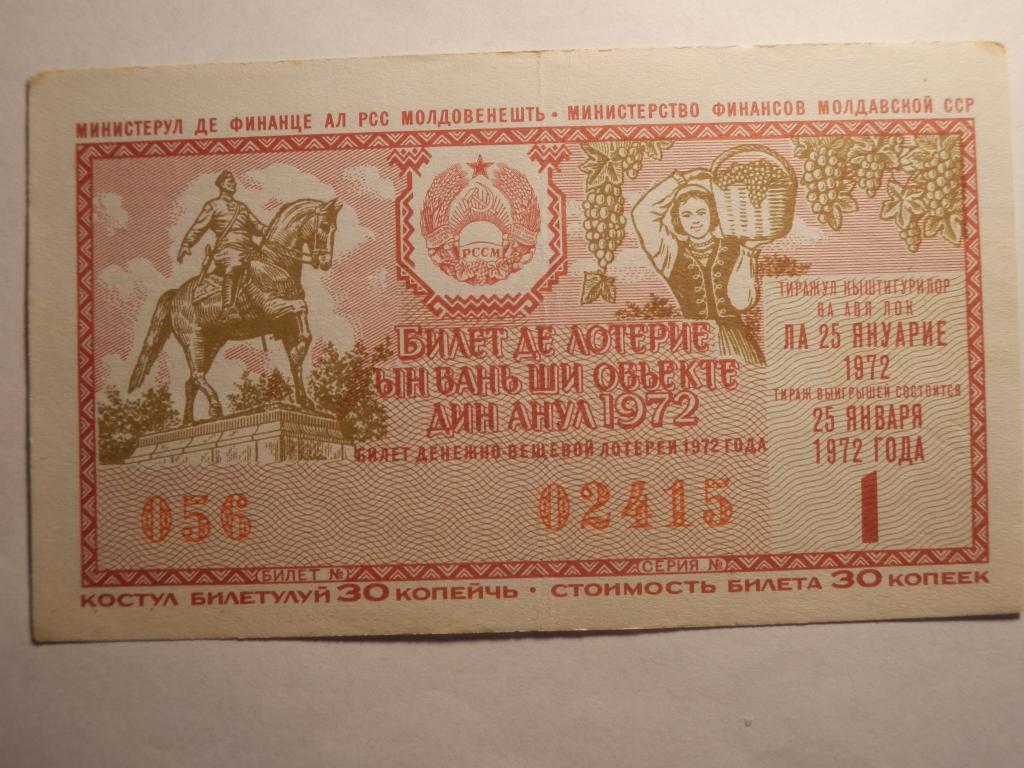 МИНИСТЕРУЛ ДЕ ФИНАНЦЕ АЛ РСС МОЛДОВЕНЕШТЬ · МИНИСТЕРСТВО ФИНАНСОВ МОЛДАВСКОЙ ССР
РССМ
БИЛЕТ ДЕ ЛОТЕРИЕ
ЫН БАНЬ ШИ ОБЬЕКТЕ
ДИН АНУЛ 1972
БИЛЕТ ДЕНЕЖНО ВЕЩЕВОЙ ЛОТЕРЕИ 1972 ГОДА
ТИРАЖУЛ КЫШТИГУРИЛОР
ВА АВЯ ЛОК
ЛА 25 ЯНУАРИЕ
1972
ТИРАЖ ВЫИГРЫШЕЙ СОСТОИТСЯ
25 ЯНВАРЯ
1972 ГОДА
1
056 02415
(БИЛЕТ №) (СЕРИЯ №)
КОСТУЛ БИЛЕТУЛУЙ 30 КОПЕЙЧЬ · СТОИМОСТЬ БИЛЕТА 30 КОПЕЕК